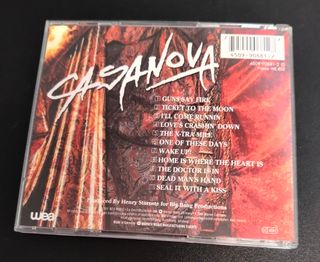 CASANOVA
GUNS SAY FIRE
TICKET TO THE MOON
I'LL COME RUNNIN'
LOVE'S CRASHIN' DOWN
THE X-TRA MILE
ONE OF THESE DAYS
WAKE UP!
HOME IS WHERE THE HEART IS
THE DOCTOR IS IN
DEAD MAN'S HAND
SEAL IT WITH A KISS
Produced By Henry Staroste for Big Bang Productions
wea